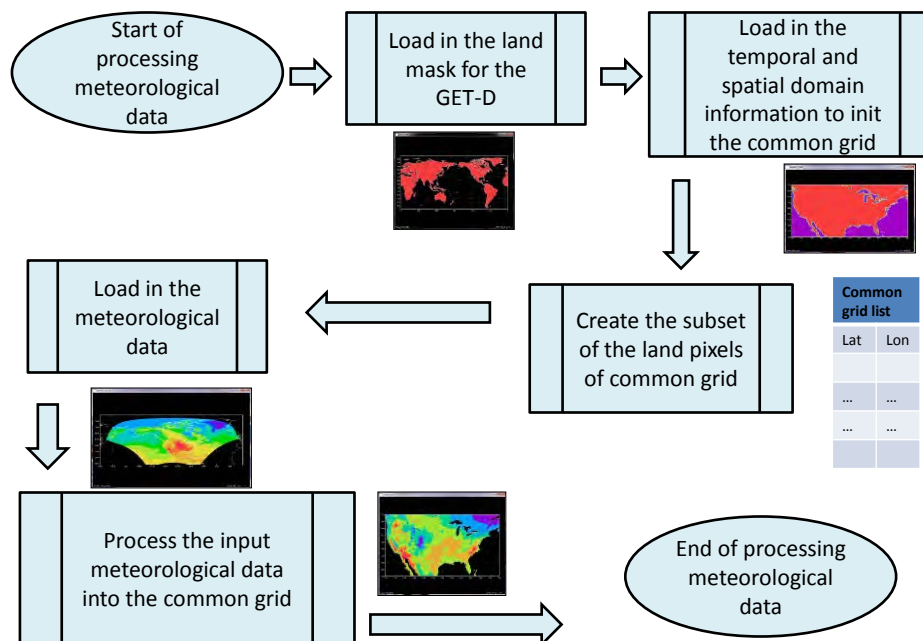 Start of
processing
meteorological
data
Load in the land
mask for the
GET-D
Load in the
temporal and
spatial domain
information to init
the common grid
Load in the
meteorological
data
Create the subset
of the land pixels
of common grid
Common
grid list
Lat Lon
... ...
... ...
Process the input
meteorological data
into the common grid
End of processing
meteorological
data